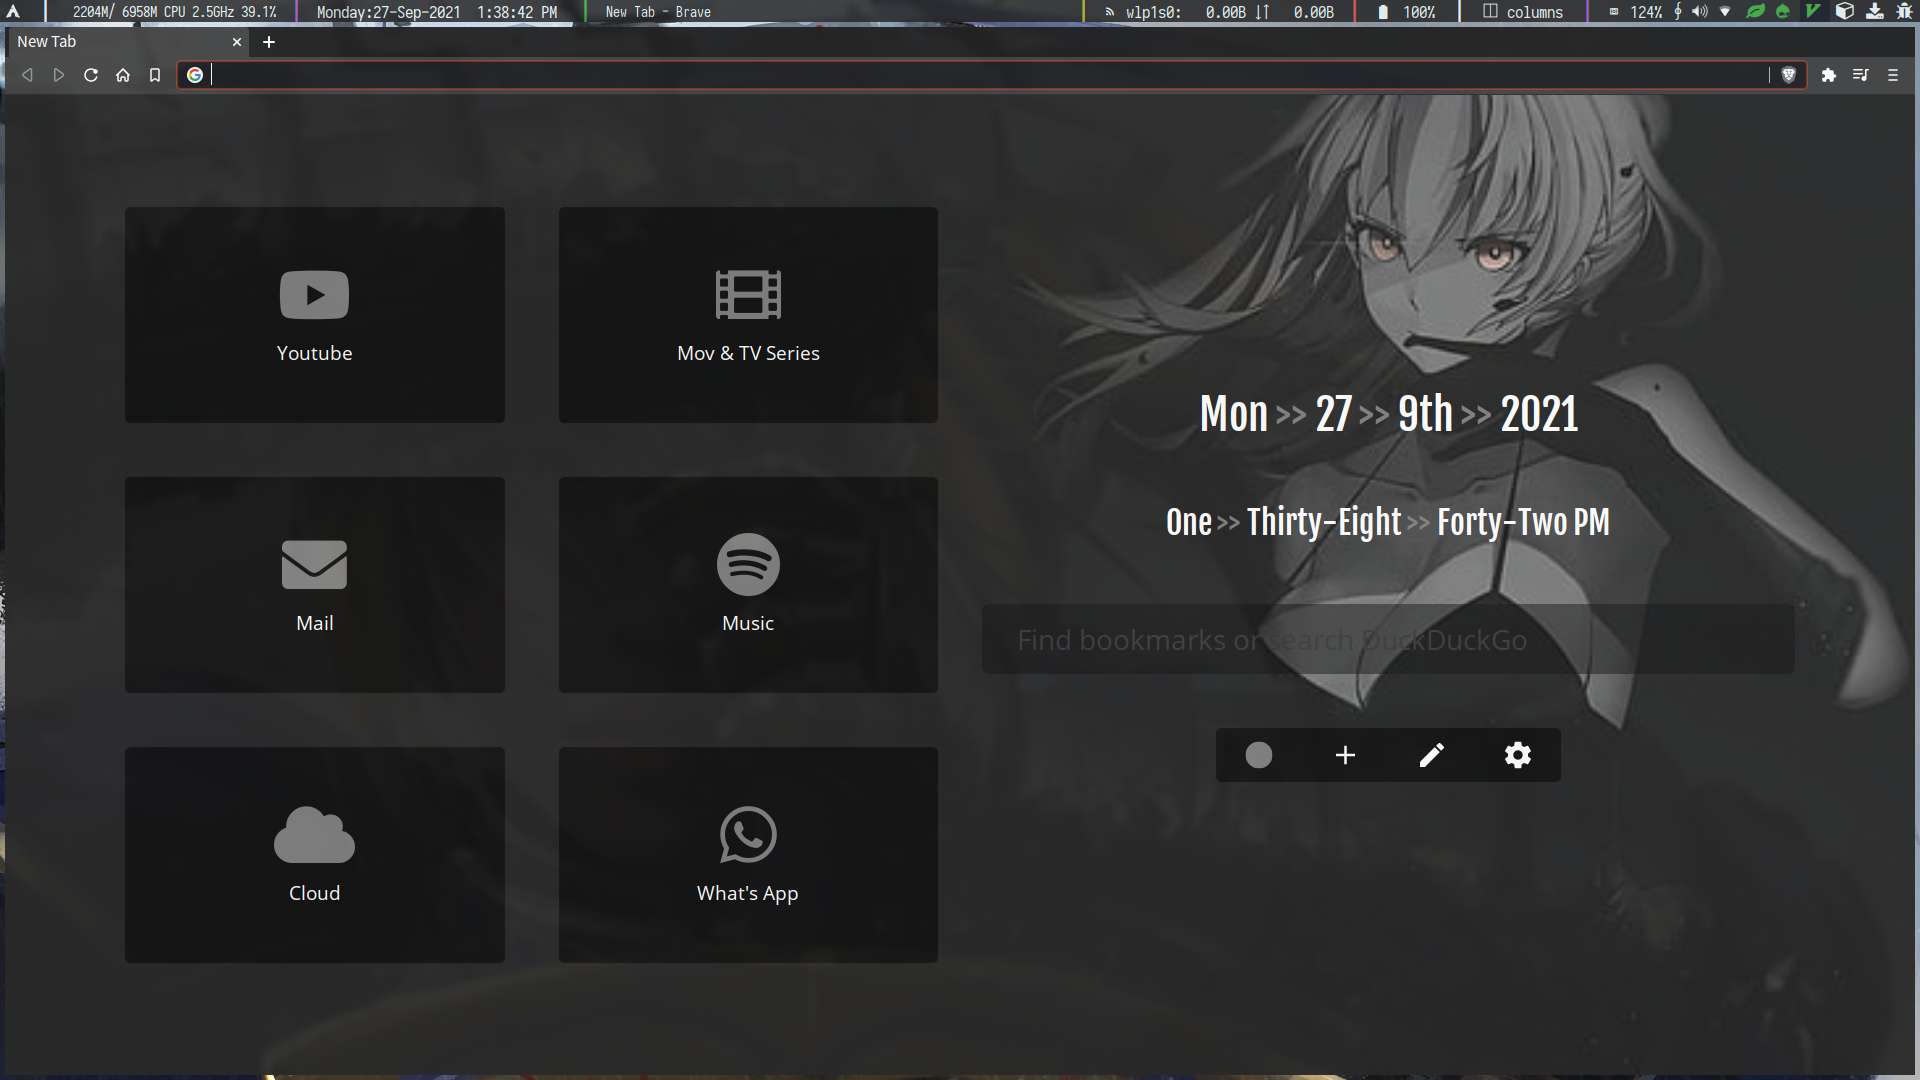 2204M/ 6958M CPU 2.5GHz 39.1% Monday:27-Sep-2021 1:38:42 PM New Tab - Brave wlp1s0: 0.00B ↓↑ 0.00B 100% columns 124%
New Tab
Youtube
Mov & TV Series
Mail
Music
Cloud
What's App
Mon >> 27 >> 9th >> 2021
One >> Thirty-Eight >> Forty-Two PM
Find bookmarks or search DuckDuckGo